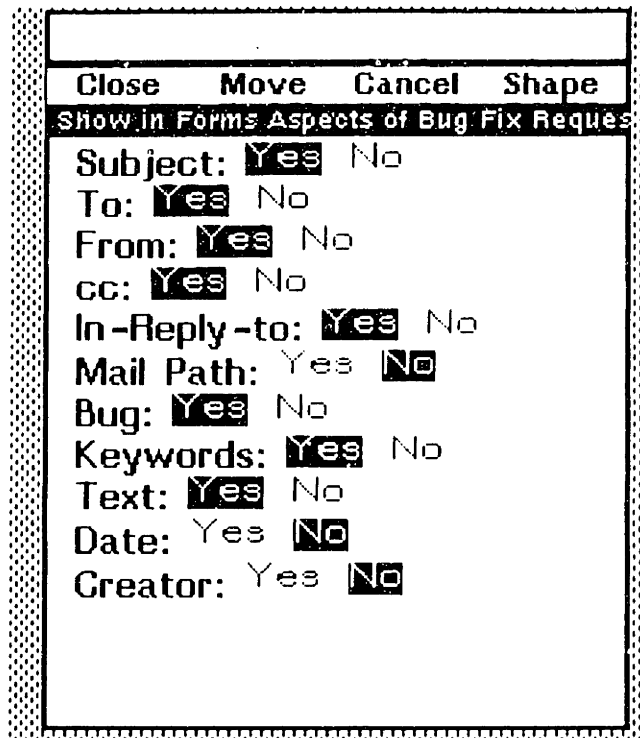 Close Move Cancel Shape
Show in Forms Aspects of Bug Fix Reques
Subject: Yes No
To: Yes No
From: Yes No
cc: Yes No
In-Reply-to: Yes No
Mail Path: Yes No
Bug: Yes No
Keywords: Yes No
Text: Yes No
Date: Yes No
Creator: Yes No